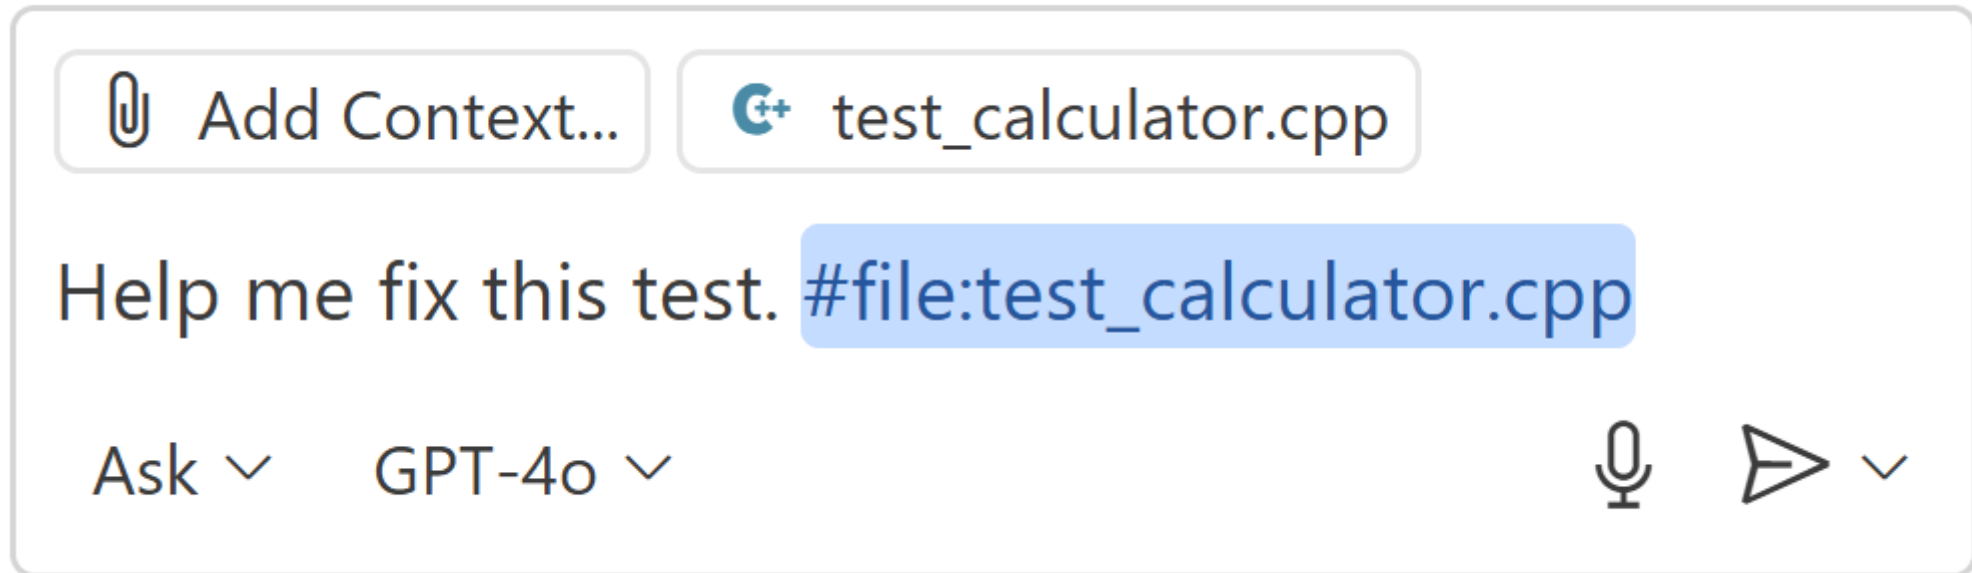 Add Context... C++ test_calculator.cpp
Help me fix this test. #file:test_calculator.cpp
Ask GPT-4o